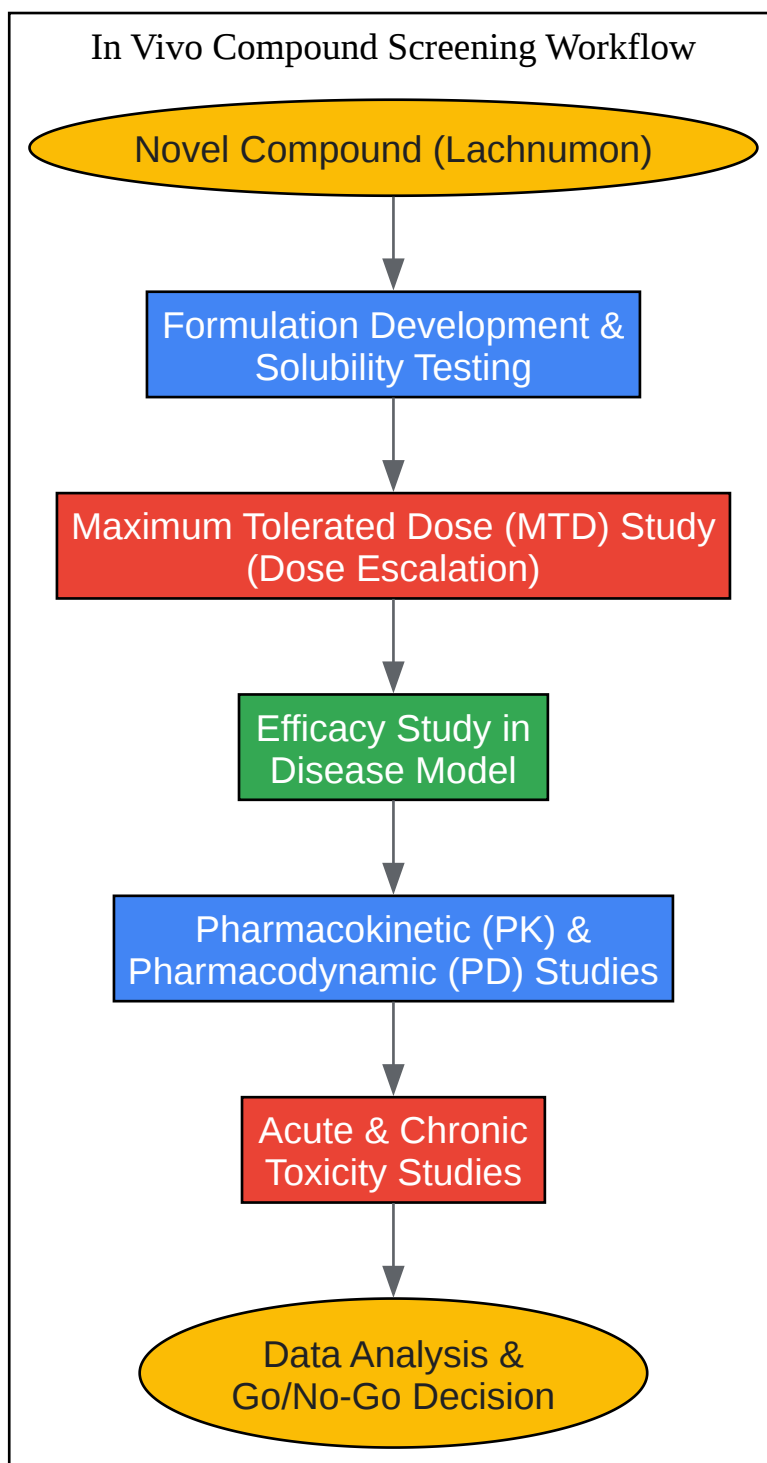 In Vivo Compound Screening Workflow
Novel Compound (Lachnumon)
Formulation Development &
Solubility Testing
Maximum Tolerated Dose (MTD) Study
(Dose Escalation)
Efficacy Study in
Disease Model
Pharmacokinetic (PK) &
Pharmacodynamic (PD) Studies
Acute & Chronic
Toxicity Studies
Data Analysis &
Go/No-Go Decision